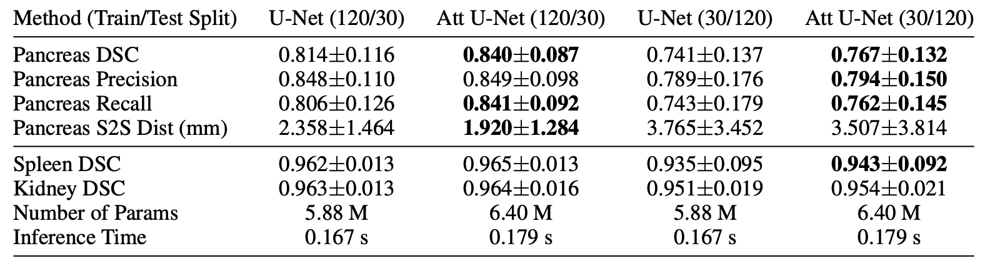 Method (Train/Test Split) U-Net (120/30) Att U-Net (120/30) U-Net (30/120) Att U-Net (30/120)
Pancreas DSC 0.814±0.116 0.840±0.087 0.741±0.137 0.767±0.132
Pancreas Precision 0.848±0.110 0.849±0.098 0.789±0.176 0.794±0.150
Pancreas Recall 0.806±0.126 0.841±0.092 0.743±0.179 0.762±0.145
Pancreas S2S Dist (mm) 2.358±1.464 1.920±1.284 3.765±3.452 3.507±3.814
Spleen DSC 0.962±0.013 0.965±0.013 0.935±0.095 0.943±0.092
Kidney DSC 0.963±0.013 0.964±0.016 0.951±0.019 0.954±0.021
Number of Params 5.88 M 6.40 M 5.88 M 6.40 M
Inference Time 0.167 s 0.179 s 0.167 s 0.179 s